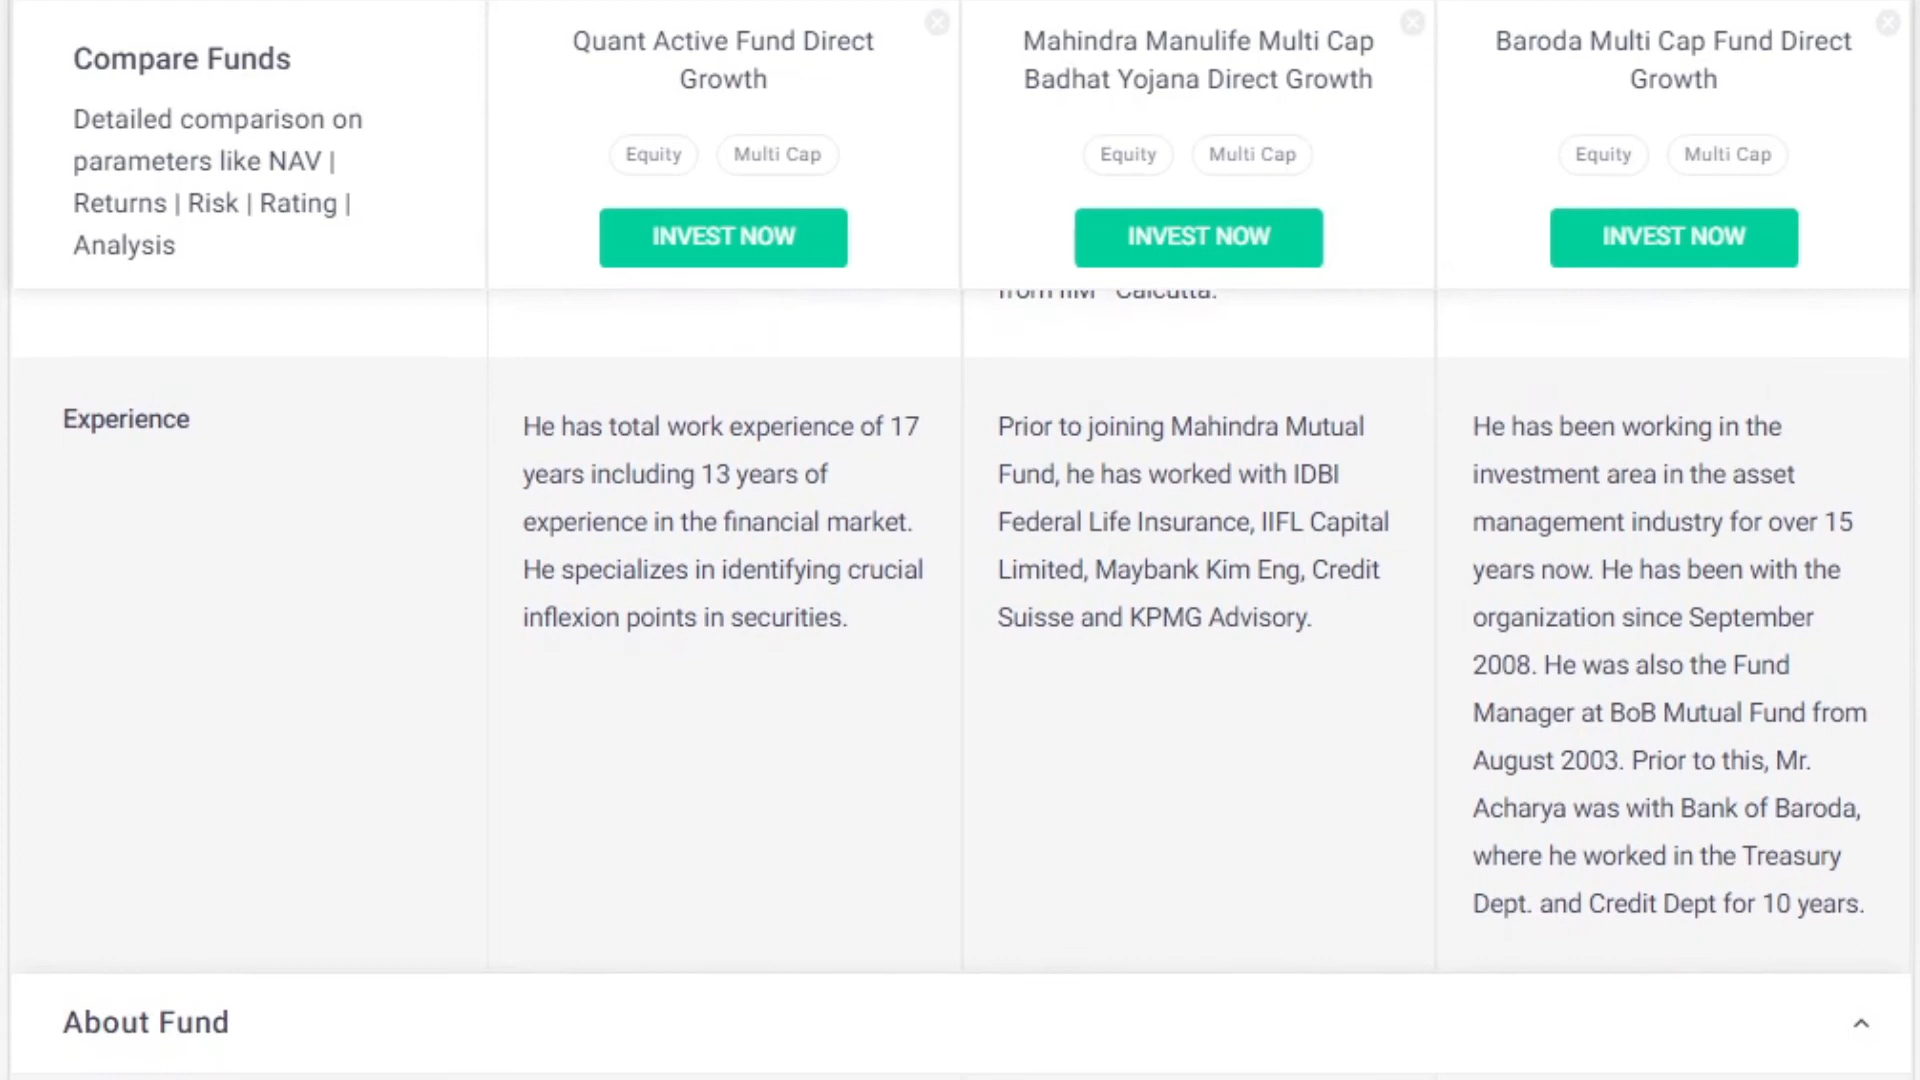 Compare Funds
Detailed comparison on
parameters like NAV |
Returns | Risk | Rating |
Analysis
Quant Active Fund Direct
Growth
Equity
Multi Cap
INVEST NOW
Mahindra Manulife Multi Cap
Badhat Yojana Direct Growth
Equity
Multi Cap
INVEST NOW
Baroda Multi Cap Fund Direct
Growth
Equity
Multi Cap
INVEST NOW
from IIM Calcutta.
Experience
He has total work experience of 17
years including 13 years of
experience in the financial market.
He specializes in identifying crucial
inflexion points in securities.
Prior to joining Mahindra Mutual
Fund, he has worked with IDBI
Federal Life Insurance, IIFL Capital
Limited, Maybank Kim Eng, Credit
Suisse and KPMG Advisory.
He has been working in the
investment area in the asset
management industry for over 15
years now. He has been with the
organization since September
2008. He was also the Fund
Manager at BoB Mutual Fund from
August 2003. Prior to this, Mr.
Acharya was with Bank of Baroda,
where he worked in the Treasury
Dept. and Credit Dept for 10 years.
About Fund